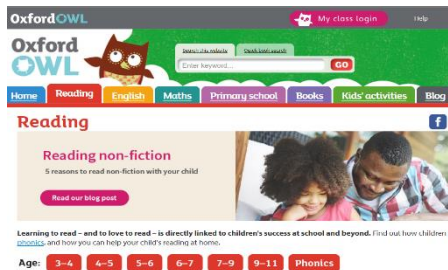 OxfordOWL My class login Help
Oxford
OWL
Search this website Quick book search
Enter keyword... GO
Home Reading English Maths Primary school Books Kids' activities Blog
Reading f
Reading non-fiction
5 reasons to read non-fiction with your child
Read our blog post
Learning to read – and to love to read – is directly linked to children's success at school and beyond. Find out how children
phonics, and how you can help your child's reading at home.
Age: 3–4 4–5 5–6 6–7 7–9 9–11 Phonics